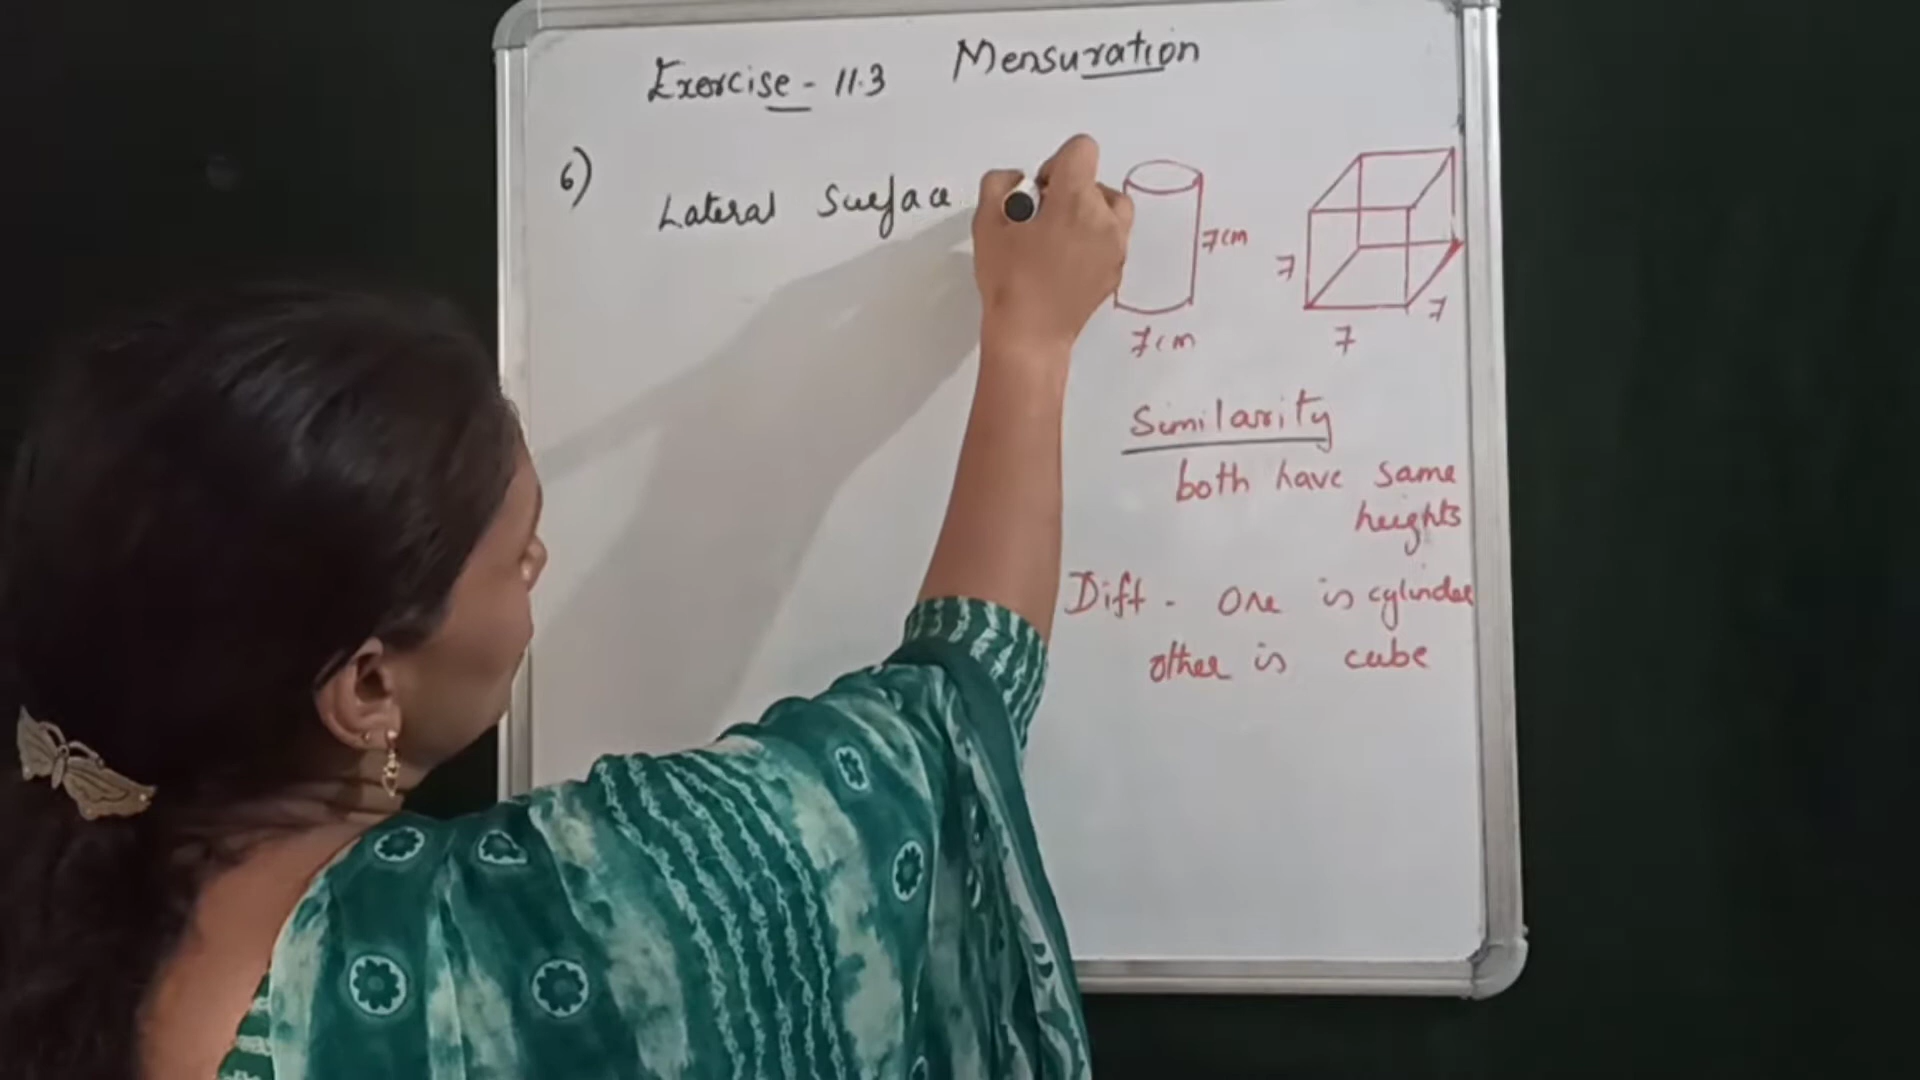 Exercise - 11.3 Mensuration
6)
Lateral Surface
7cm
7cm
7
7
7
Similarity
both have same
heights
Diff - one is cylinder
other is cube